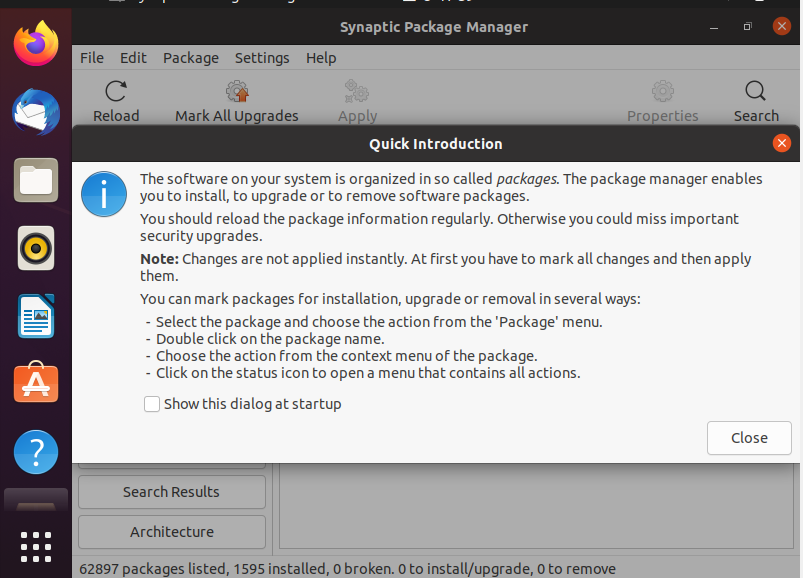 Synaptic Package Manager
File Edit Package Settings Help
Reload Mark All Upgrades Apply Properties Search
Quick Introduction
The software on your system is organized in so called packages. The package manager enables
you to install, to upgrade or to remove software packages.
You should reload the package information regularly. Otherwise you could miss important
security upgrades.
Note: Changes are not applied instantly. At first you have to mark all changes and then apply
them.
You can mark packages for installation, upgrade or removal in several ways:
- Select the package and choose the action from the 'Package' menu.
- Double click on the package name.
- Choose the action from the context menu of the package.
- Click on the status icon to open a menu that contains all actions.
Show this dialog at startup
Close
Search Results
Architecture
62897 packages listed, 1595 installed, 0 broken. 0 to install/upgrade, 0 to remove